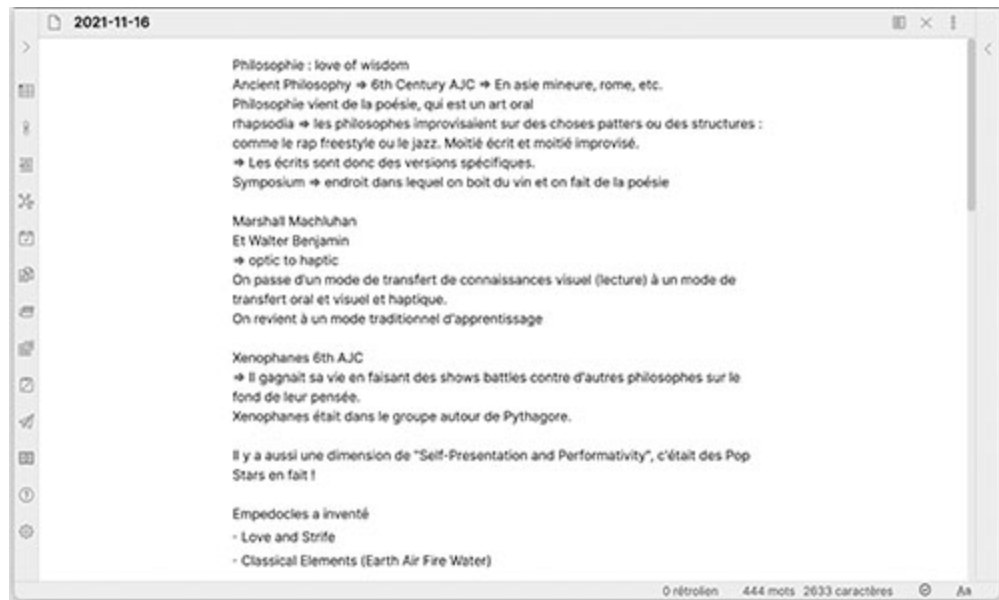 2021-11-16
Philosophie : love of wisdom
Ancient Philosophy ➔ 6th Century AJC ➔ En asie mineure, rome, etc.
Philosophie vient de la poésie, qui est un art oral
rhapsodia ➔ les philosophes improvisaient sur des choses patters ou des structures :
comme le rap freestyle ou le jazz. Moitié écrit et moitié improvisé.
➔ Les écrits sont donc des versions spécifiques.
Symposium ➔ endroit dans lequel on boit du vin et on fait de la poésie
Marshall Machluhan
Et Walter Benjamin
➔ optic to haptic
On passe d'un mode de transfert de connaissances visuel (lecture) à un mode de
transfert oral et visuel et haptique.
On revient à un mode traditionnel d'apprentissage
Xenophanes 6th AJC
➔ Il gagnait sa vie en faisant des shows battles contre d'autres philosophes sur le
fond de leur pensée.
Xenophanes était dans le groupe autour de Pythagore.
Il y a aussi une dimension de "Self-Presentation and Performativity", c'était des Pop
Stars en fait !
Empedocles a inventé
- Love and Strife
- Classical Elements (Earth Air Fire Water)
0 rétrolien 444 mots 2633 caractères Aa